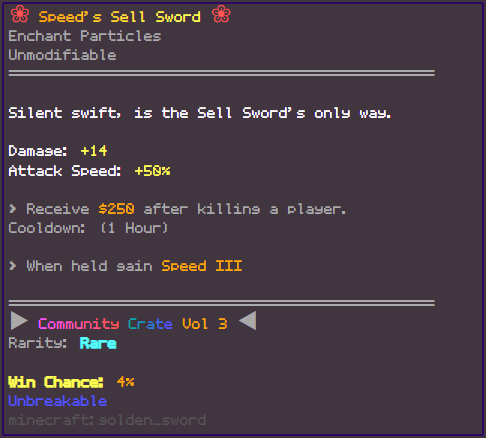 ❀ Speed's Sell Sword ❀
Enchant Particles
Unmodifiable
Silent swift, is the Sell Sword's only way.
Damage: +14
Attack Speed: +50%
> Receive $250 after killing a player.
Cooldown: (1 Hour)
> When held gain Speed III
▶ Community Crate Vol 3 ◀
Rarity: Rare
Win Chance: 4%
Unbreakable
minecraft:golden_sword